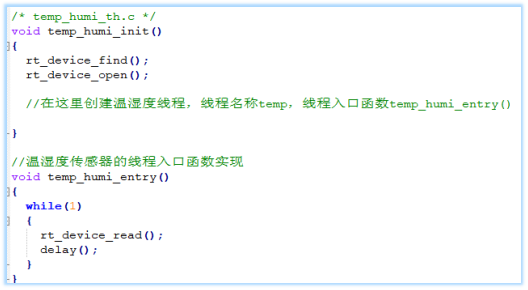 /* temp_humi_th.c */
void temp_humi_init()
{
rt_device_find();
rt_device_open();
//在这里创建温湿度线程，线程名称temp，线程入口函数temp_humi_entry()
}
//温湿度传感器的线程入口函数实现
void temp_humi_entry()
{
while(1)
{
rt_device_read();
delay();
}
}